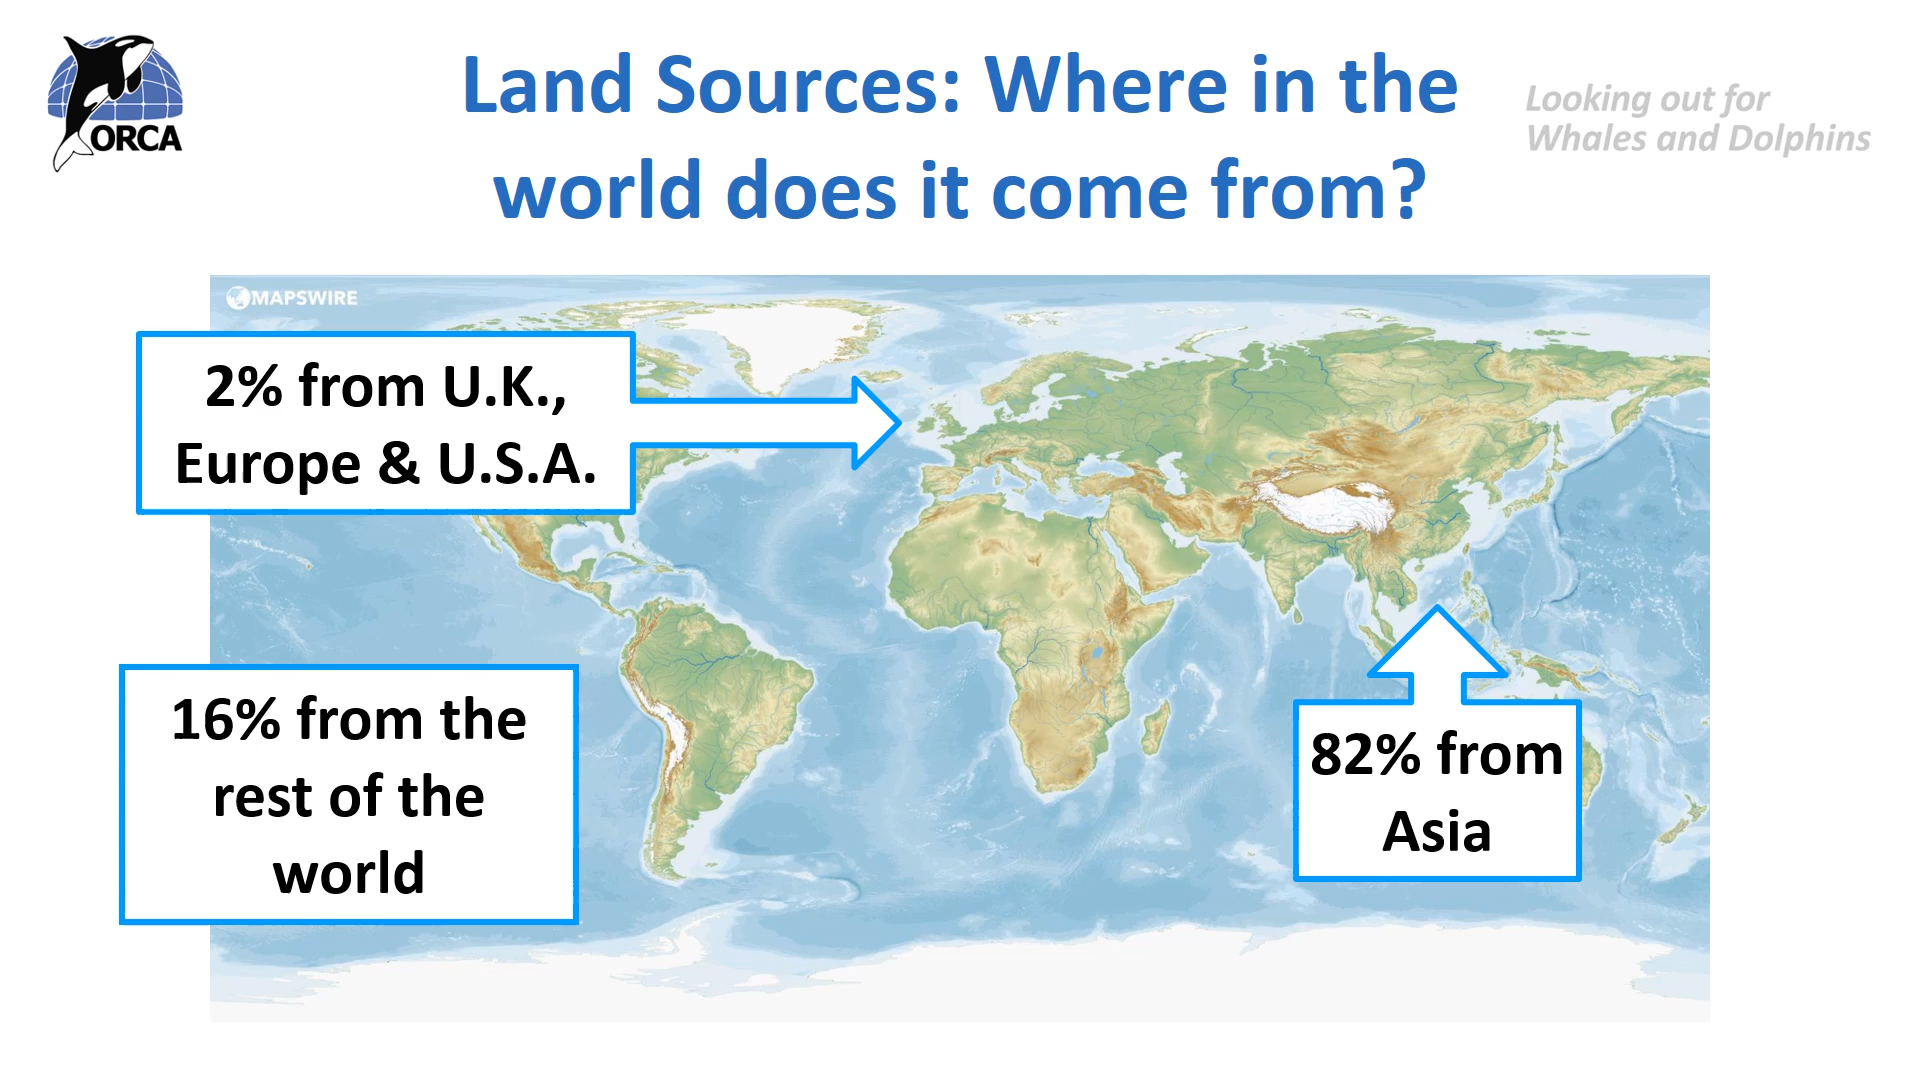 ORCA
Land Sources: Where in the
world does it come from?
Looking out for
Whales and Dolphins
MAPSWIRE
2% from U.K.,
Europe & U.S.A.
16% from the
rest of the
world
82% from
Asia